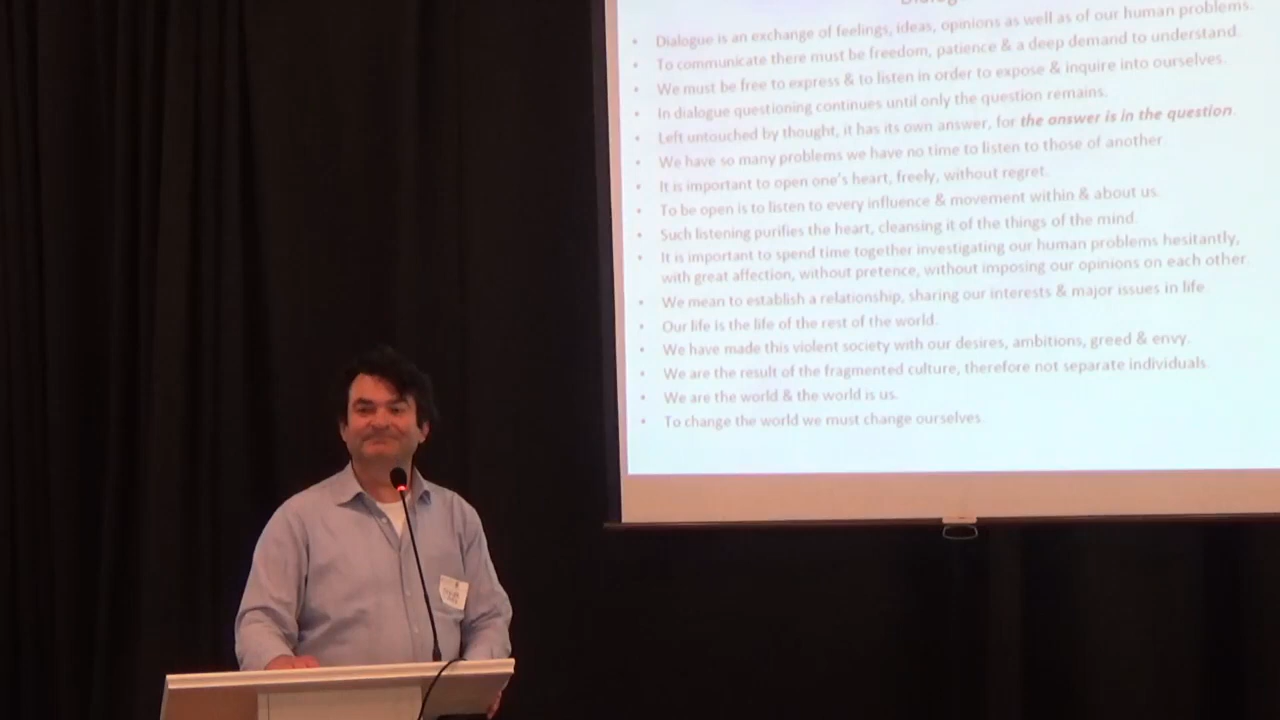 • Dialogue is an exchange of feelings, ideas, opinions as well as of our human problems.
• To communicate there must be freedom, patience & a deep demand to understand.
• We must be free to express & to listen in order to expose & inquire into ourselves.
• In dialogue questioning continues until only the question remains.
• Left untouched by thought, it has its own answer, for the answer is in the question.
• We have so many problems we have no time to listen to those of another
• It is important to open one's heart, freely, without regret.
• To be open is to listen to every influence & movement within & about us.
• Such listening purifies the heart, cleansing it of the things of the mind.
• It is important to spend time together investigating our human problems hesitantly,
with great affection, without pretence, without imposing our opinions on each other
• We mean to establish a relationship, sharing our interests & major issues in life
• Our life is the life of the rest of the world.
• We have made this violent society with our desires, ambitions, greed & envy.
• We are the result of the fragmented culture, therefore not separate individuals.
• We are the world & the world is us.
• To change the world we must change ourselves